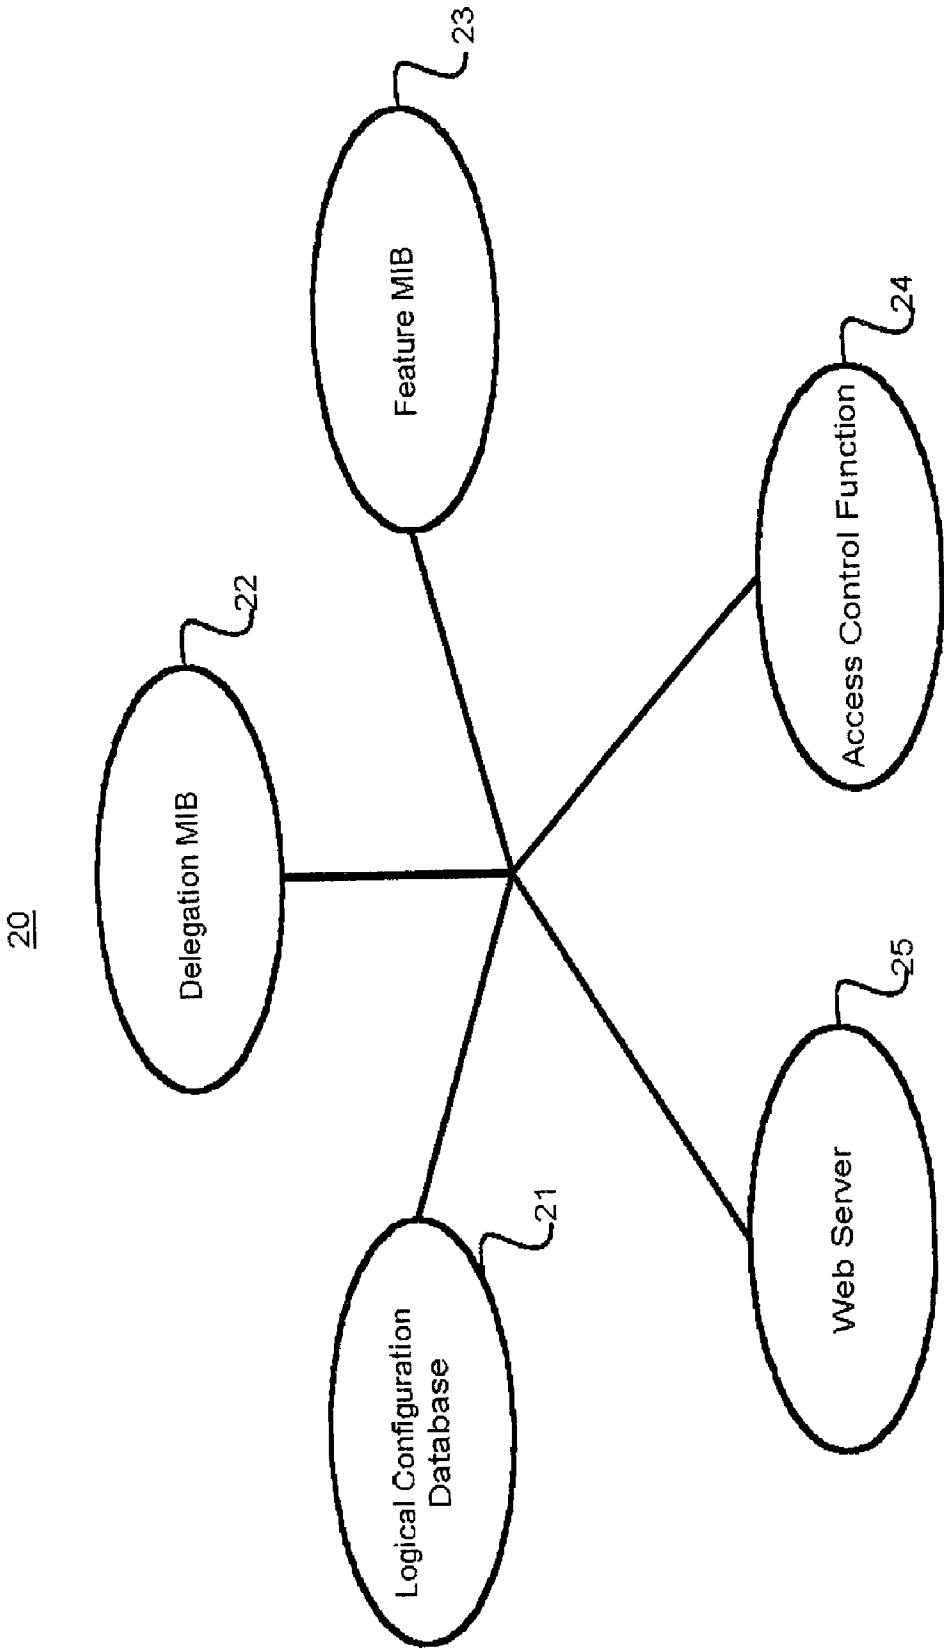 20
Delegation MIB
22
Logical Configuration
Database
21
Feature MIB
23
Web Server
25
Access Control Function
24